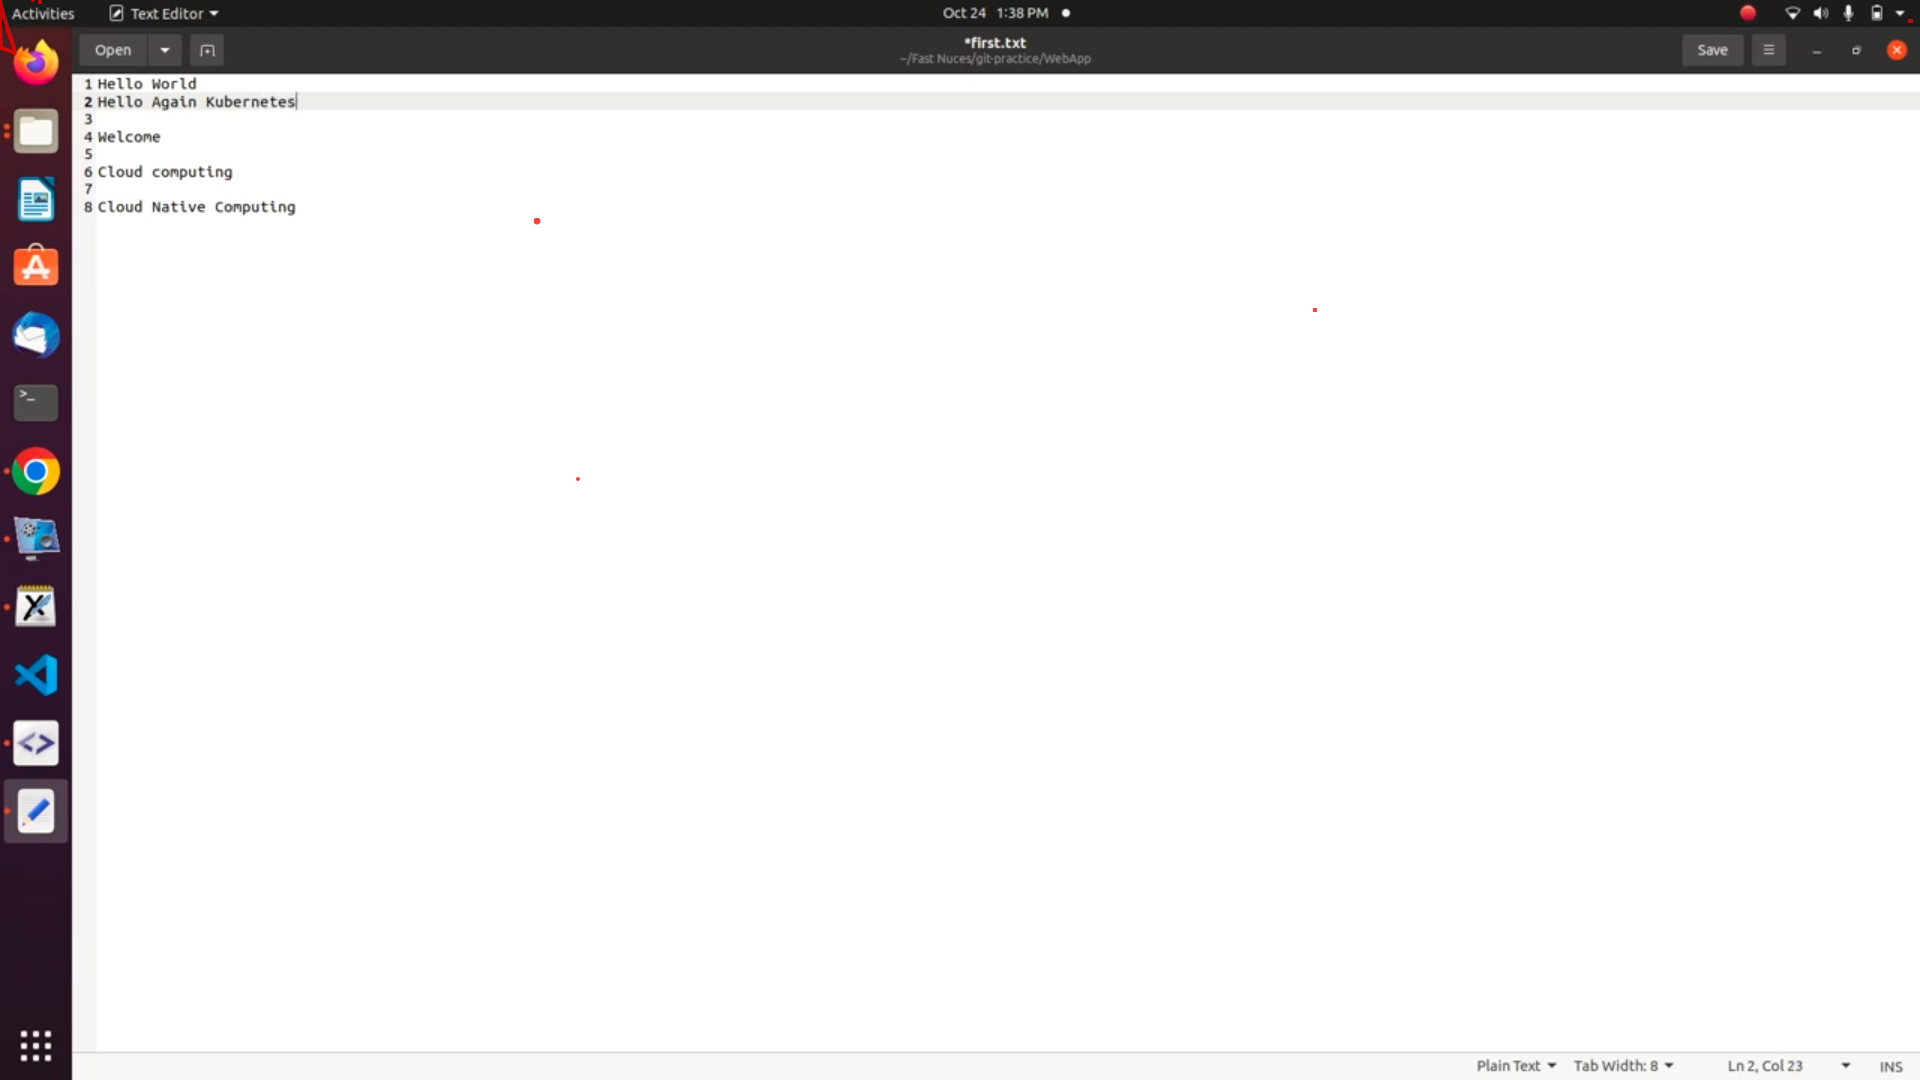 Activities Text Editor Oct 24 1:38 PM
Open *first.txt Save
~/Fast Nuces/git-practice/WebApp
1 Hello World
2 Hello Again Kubernetes
3
4 Welcome
5
6 Cloud computing
7
8 Cloud Native Computing
Plain Text Tab Width: 8 Ln 2, Col 23 INS